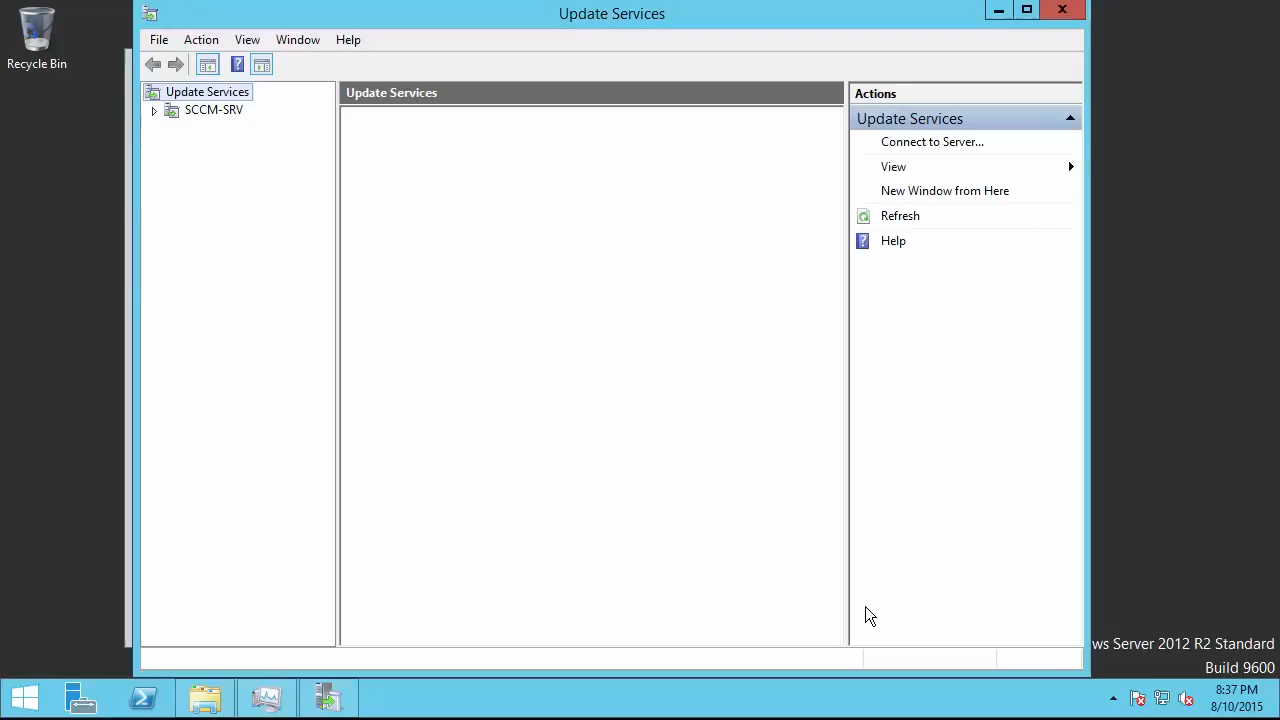 Recycle Bin
Update Services
File Action View Window Help
Update Services
SCCM-SRV
Update Services
Actions
Update Services
Connect to Server...
View
New Window from Here
Refresh
Help
ws Server 2012 R2 Standard
Build 9600
8:37 PM
8/10/2015